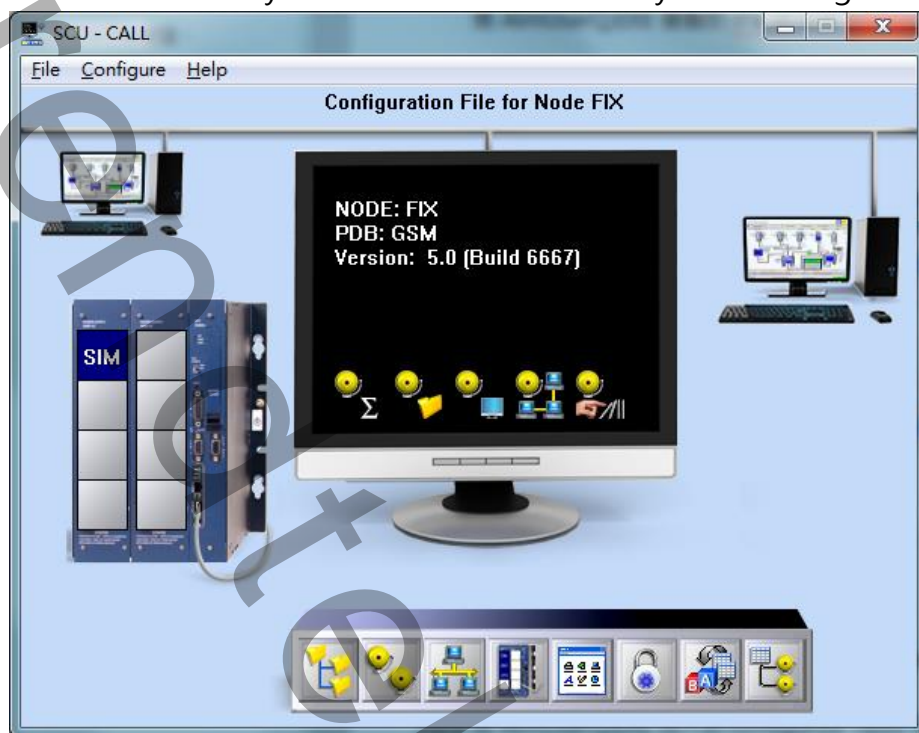 SCU - CALL
File Configure Help
Configuration File for Node FIX
NODE: FIX
PDB: GSM
Version: 5.0 (Build 6667)
SIM